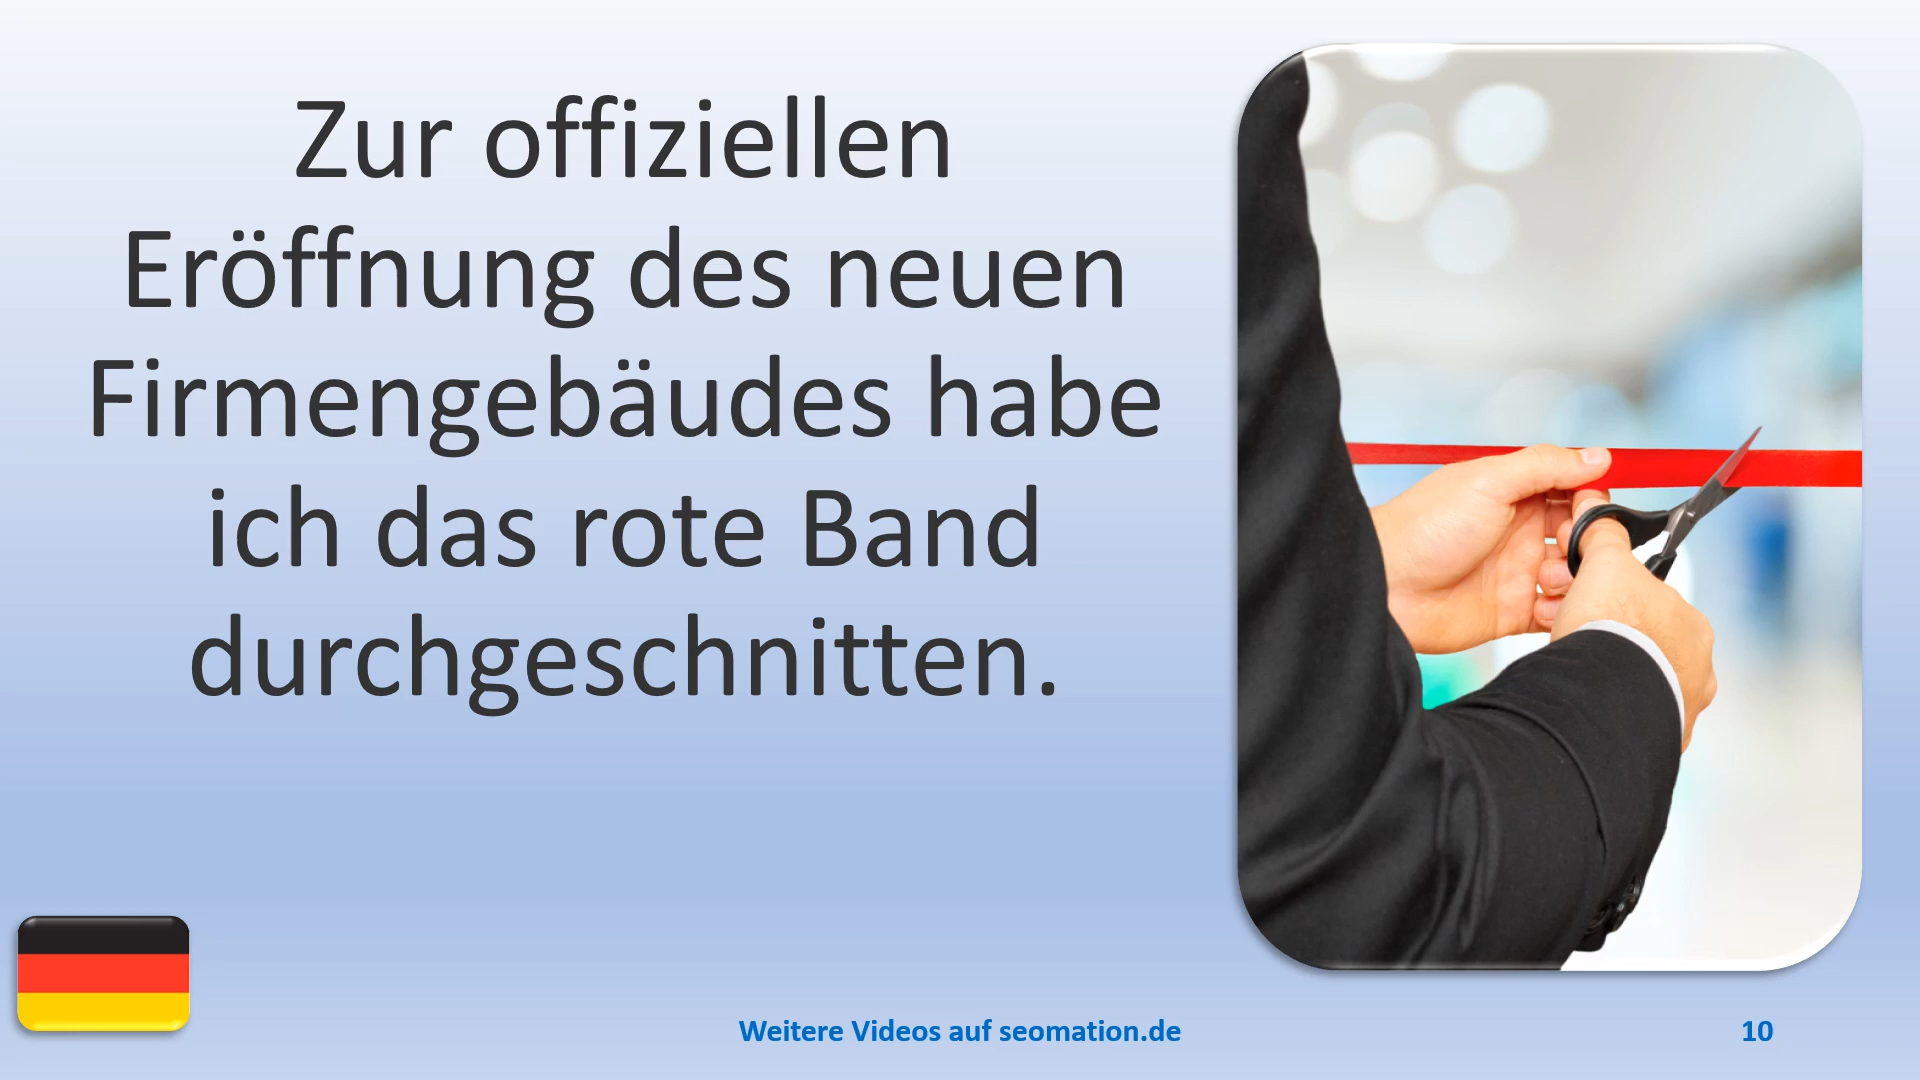 Zur offiziellen
Eröffnung des neuen
Firmengebäudes habe
ich das rote Band
durchgeschnitten.
Weitere Videos auf seomation.de
10